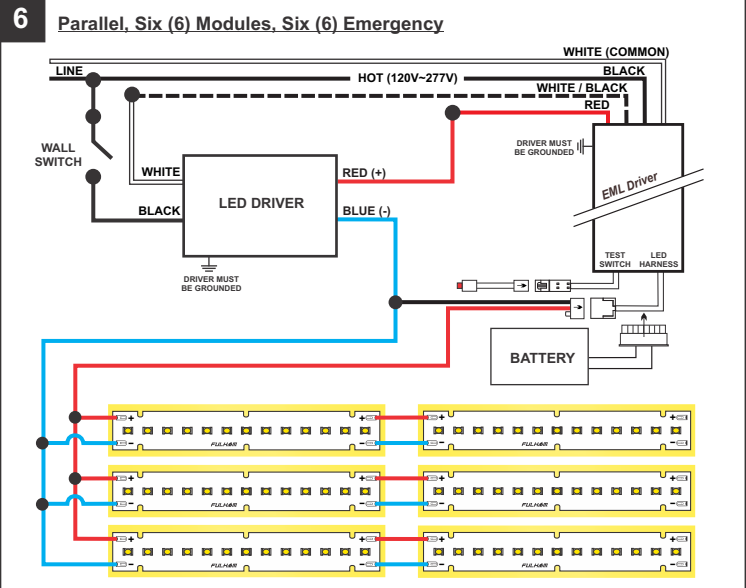 6
Parallel, Six (6) Modules, Six (6) Emergency
WHITE (COMMON)
LINE
HOT (120V~277V)
BLACK
WHITE / BLACK
RED
WALL
SWITCH
WHITE
BLACK
LED DRIVER
RED (+)
BLUE (-)
DRIVER MUST
BE GROUNDED
DRIVER MUST
BE GROUNDED
EML Driver
TEST
SWITCH
LED
HARNESS
BATTERY
+ +
- -
FULHAM
+ +
- -
FULHAM
+ +
- -
FULHAM
+ +
- -
FULHAM
+ +
- -
FULHAM
+ +
- -
FULHAM